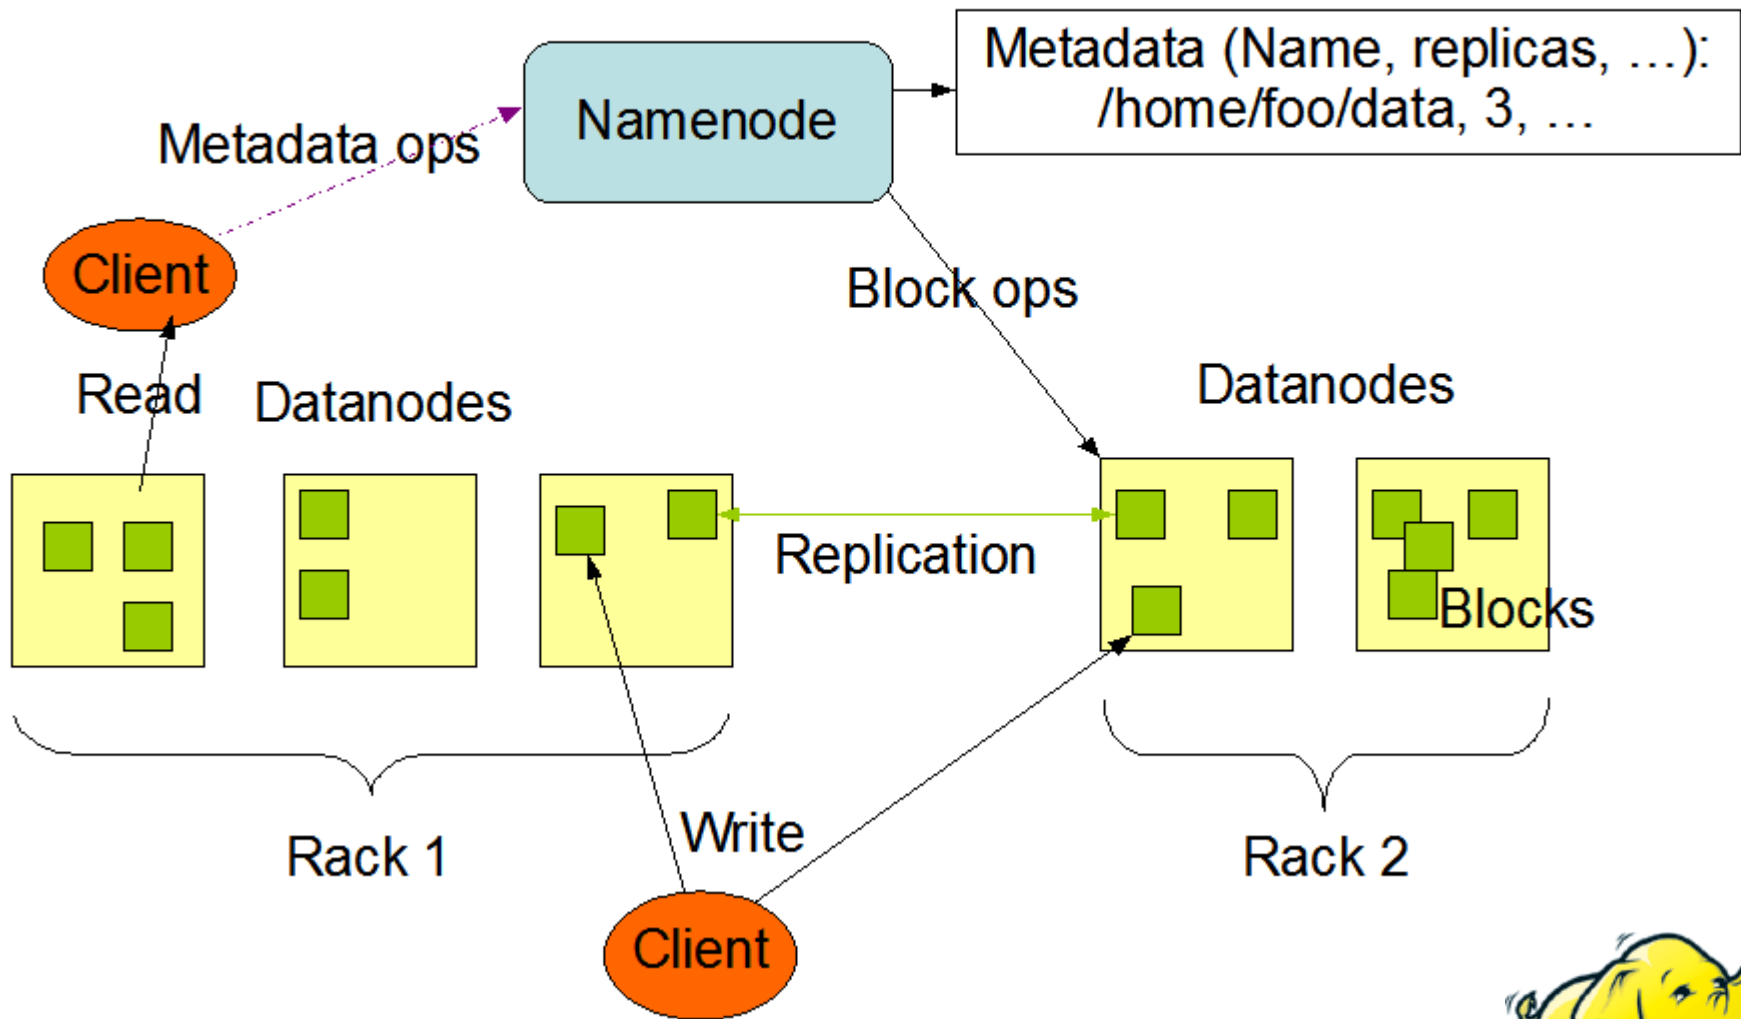 Metadata (Name, replicas, …):
/home/foo/data, 3, …
Namenode
Metadata ops
Client
Block ops
Read
Datanodes
Datanodes
Replication
Blocks
Write
Rack 1
Rack 2
Client